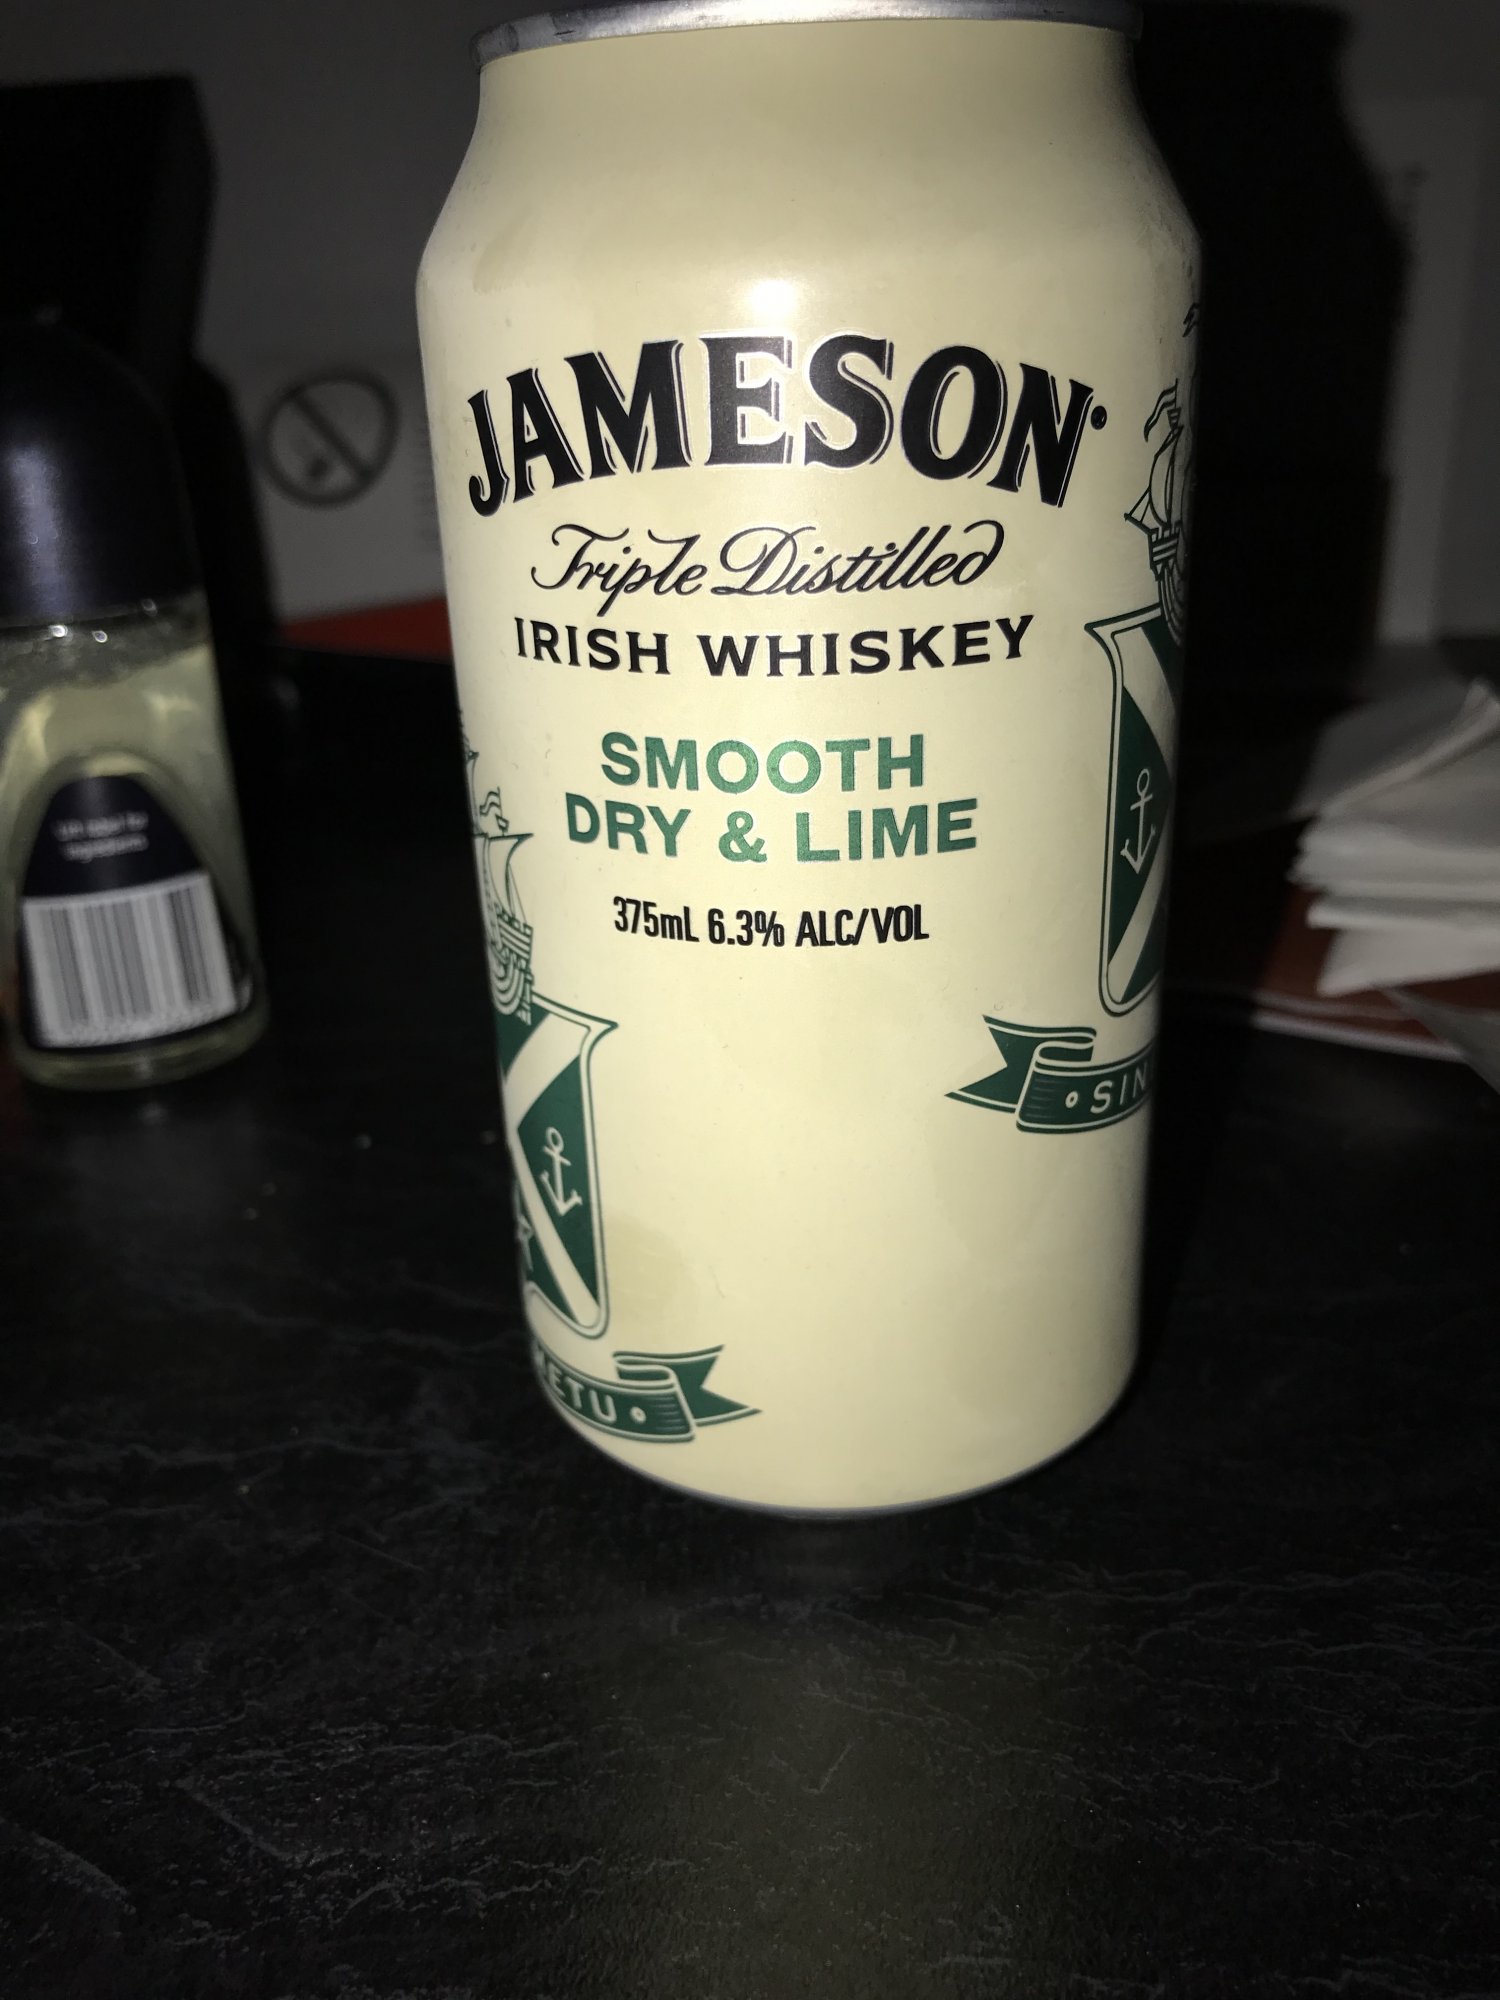 JAMESON
Triple Distilled
IRISH WHISKEY
SMOOTH
DRY & LIME
375mL 6.3% ALC/VOL